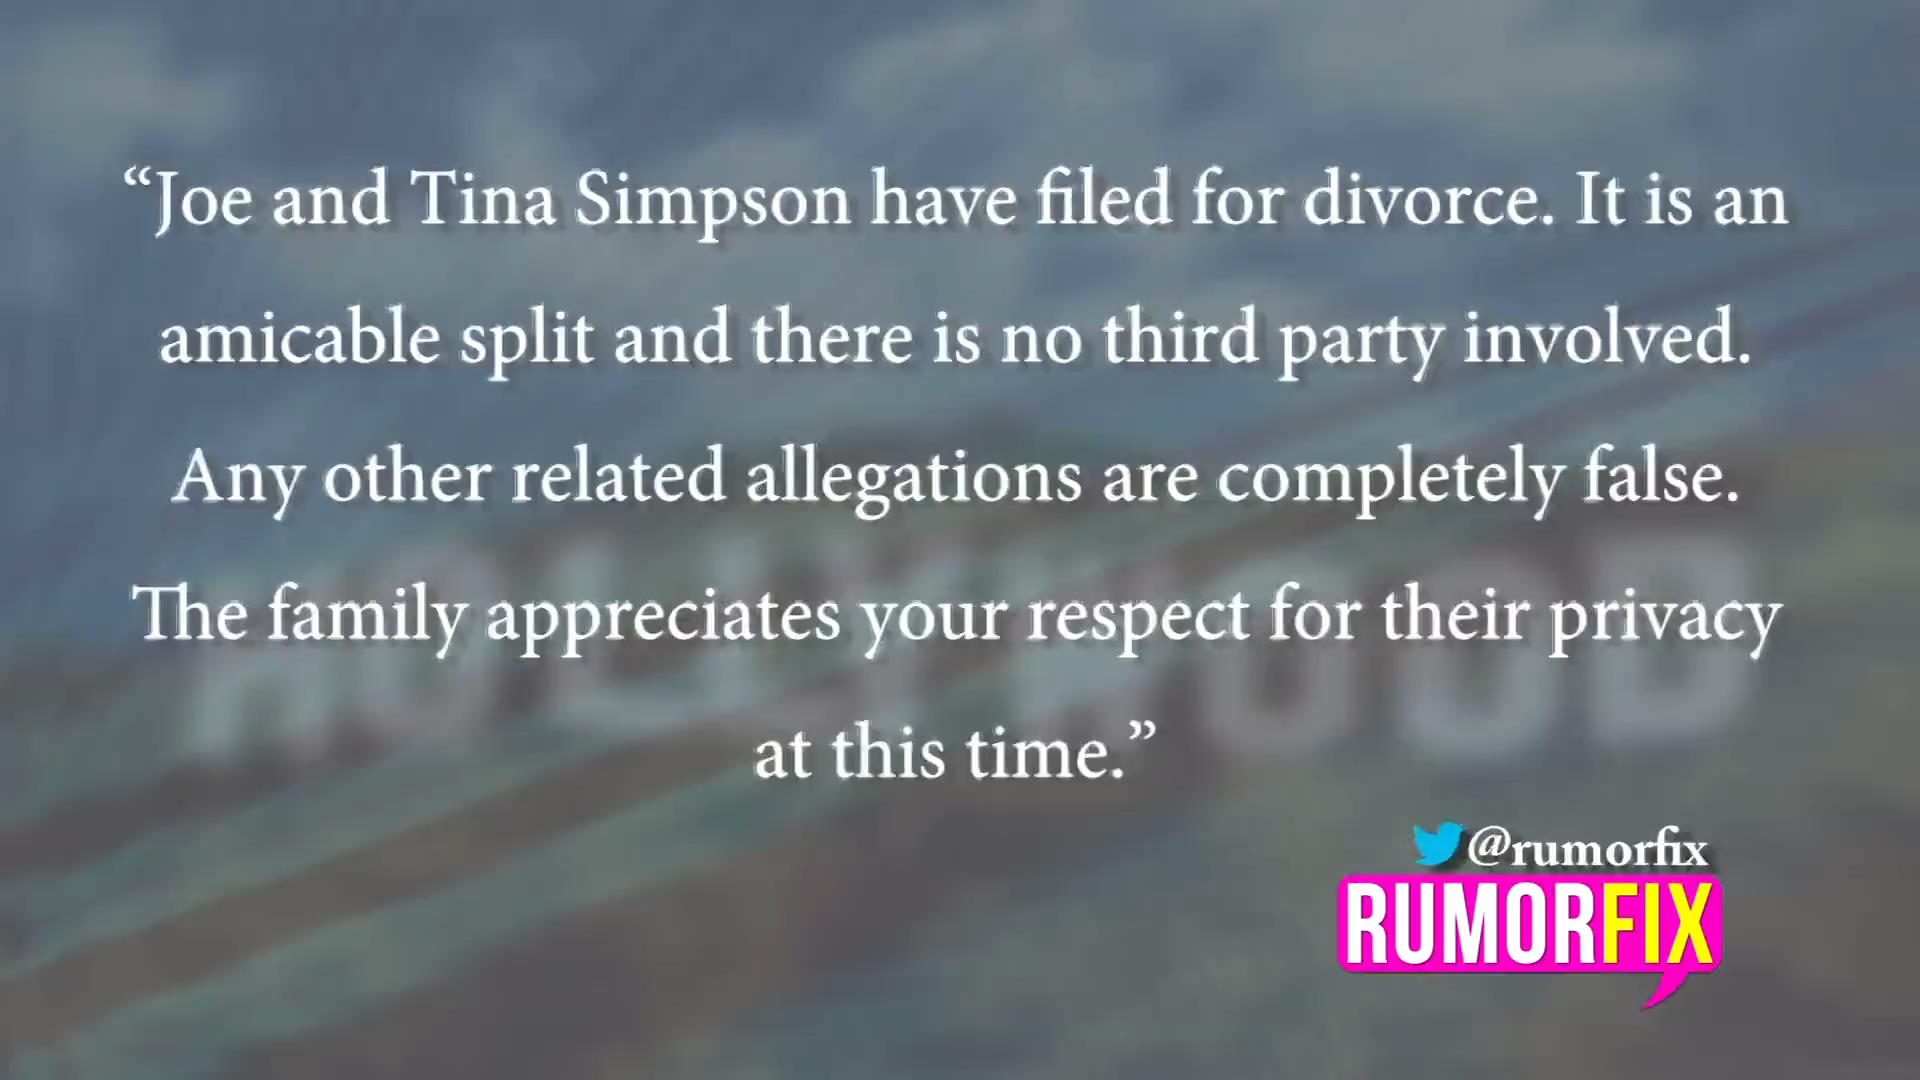 “Joe and Tina Simpson have filed for divorce. It is an
amicable split and there is no third party involved.
Any other related allegations are completely false.
The family appreciates your respect for their privacy
at this time.”
HOLLYWOOD
@rumorfix
RUMORFIX